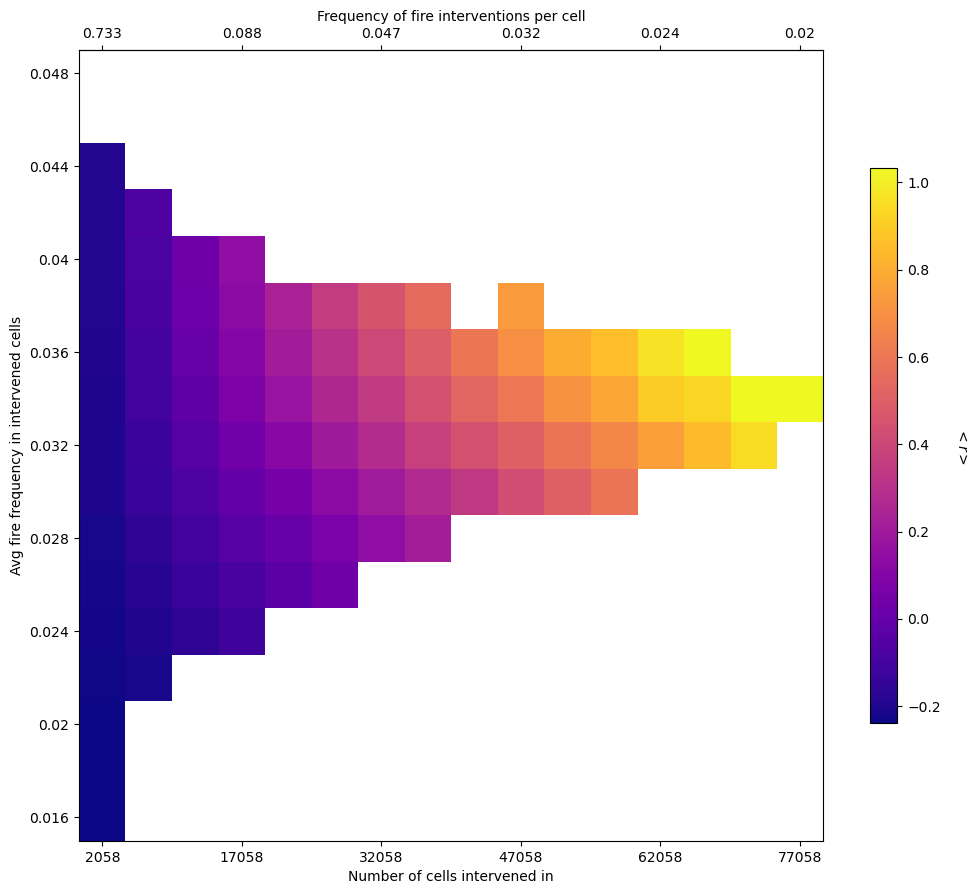 Frequency of fire interventions per cell
0.733 0.088 0.047 0.032 0.024 0.02
0.048
0.044
0.04
0.036
0.032
0.028
0.024
0.02
0.016
Avg fire frequency in intervened cells
2058 17058 32058 47058 62058 77058
Number of cells intervened in
1.0
0.8
0.6
0.4
0.2
0.0
−0.2
< r >